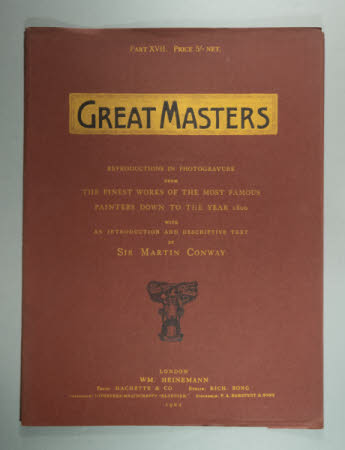 PART XVII. PRICE 5/- NET.
GREAT MASTERS
REPRODUCTIONS IN PHOTOGRAVURE
FROM
THE FINEST WORKS OF THE MOST FAMOUS
PAINTERS DOWN TO THE YEAR 1800
WITH
AN INTRODUCTION AND DESCRIPTIVE TEXT
BY
SIR MARTIN CONWAY
LONDON
WM. HEINEMANN
PARIS: HACHETTE & CO. BERLIN: RICH. BONG
1904